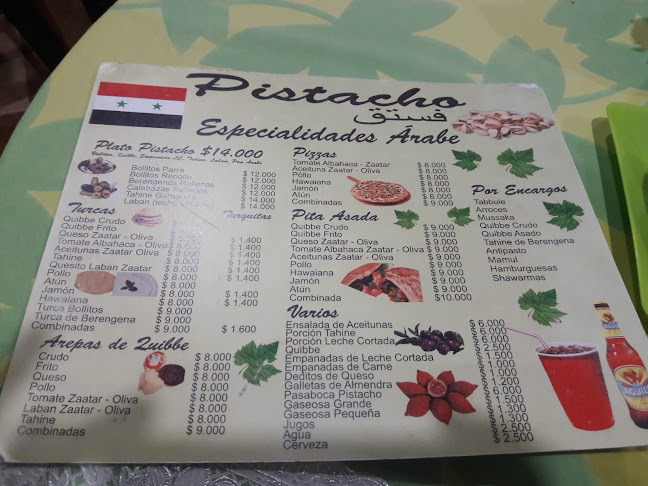 Pistacho
فستق
Especialidades Árabe
Plato Pistacho $14.000
Bollitos Parra $ 12.000
Bollitos Repollo $ 12.000
Berengenas Rellenas $ 12.000
Calabazas Rellenas $ 12.000
Tahine $ 14.000
Laban $ 14.000
Turcas Turquitas
Quibbe Crudo
Quibbe Frito
Queso Zaatar - Oliva $ 1.400
Tomate Albahaca - Oliva $ 1.400
Aceitunas Zaatar Oliva $ 8.000 $ 1.400
Tahine $ 8.000
Quesito Laban Zaatar $ 8.000 $ 1.400
Pollo $ 8.000
Atún $ 8.000
Jamón $ 8.000 $ 1.400
Hawaiana $ 8.000 $ 1.400
Turca Bollitos $ 9.000
Turca de Berengena $ 9.000
Combinadas $ 9.000 $ 1.600
Arepas de Quibbe
Crudo $ 8.000
Frito $ 8.000
Queso $ 8.000
Pollo $ 8.000
Tomate Zaatar - Oliva $ 8.000
Laban Zaatar - Oliva $ 8.000
Tahine $ 8.000
Combinadas $ 9.000
Pizzas
Tomate Albahaca - Zaatar $ 8.000
Aceituna Zaatar - Oliva $ 8.000
Pollo $ 8.000
Hawaiana $ 8.000
Jamón $ 8.000
Atún $ 8.000
Combinadas $ 9.000
Pita Asada
Quibbe Crudo $ 9.000
Quibbe Frito $ 9.000
Queso Zaatar - Oliva $ 9.000
Tomate Albahaca Zaatar - Oliva $ 9.000
Aceitunas Zaatar - Oliva $ 9.000
Pollo $ 9.000
Hawaiana $ 9.000
Jamón $ 9.000
Atún $ 9.000
Combinada $10.000
Varios
Ensalada de Aceitunas $ 6.000
Porción Tahine $ 6.000
Porción Leche Cortada $ 6.000
Quibbe $ 2.500
Empanadas de Leche Cortada $ 1.500
Empanadas de Carne $ 1.000
Deditos de Queso $ 1.000
Galletas de Almendra $ 1.200
Pasaboca Pistacho $ 6.000
Gaseosa Grande $ 1.500
Gaseosa Pequeña $ 1.300
Jugos $ 2.500
Agua $ 1.300
Cerveza $ 2.500
Por Encargos
Tabbule
Arroces
Mussaka
Quibbe Crudo
Quibbe Asado
Tahine de Berengena
Antipasto
Mamul
Hamburguesas
Shawarmas